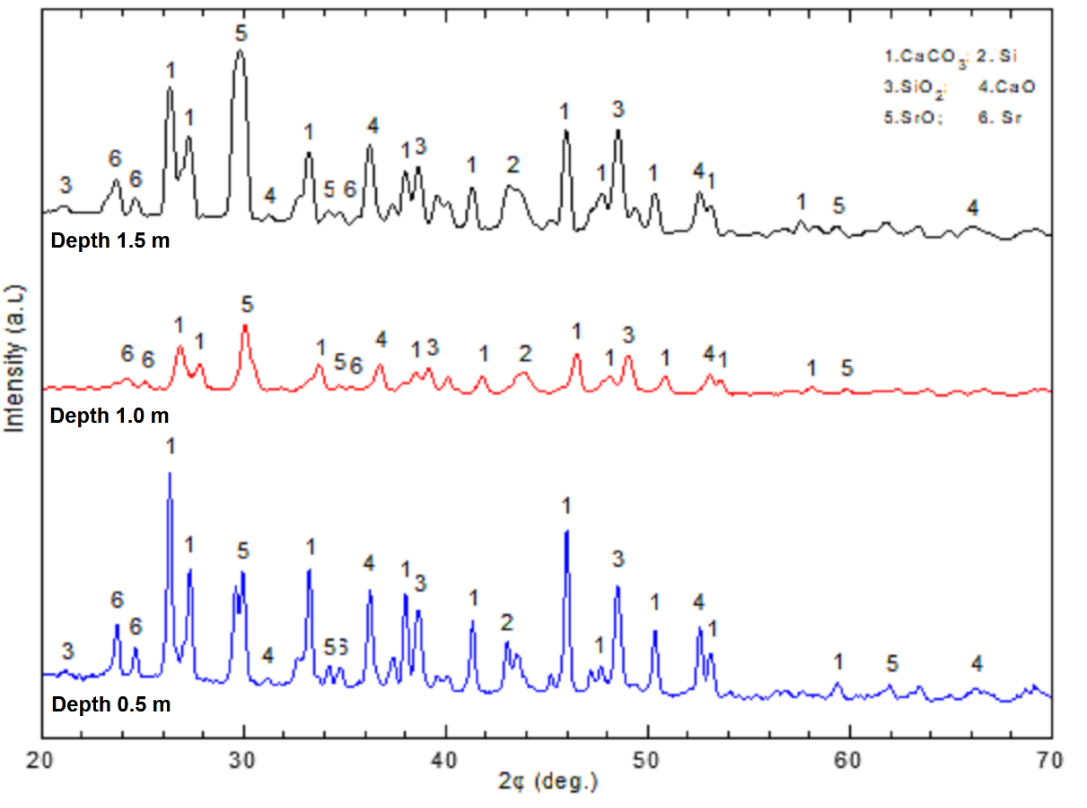 5
1.CaCO3; 2. Si
3.SiO2; 4.CaO
5.SrO; 6. Sr
1 1 1 4 1 3 1 2 1 1 3 1 4 1 1 5 4
3 6 6 4 5 6
Depth 1.5 m
5
6 6 1 1 1 5 6 4 1 3 1 2 1 1 3 1 4 1 1 5
Depth 1.0 m
1
3 6 6 1 5 4 1 5 4 1 3 1 2 1 1 3 1 4 1 1 5 4
Depth 0.5 m
20 30 40 50 60 70
2φ (deg.)
Intensify (a.u)